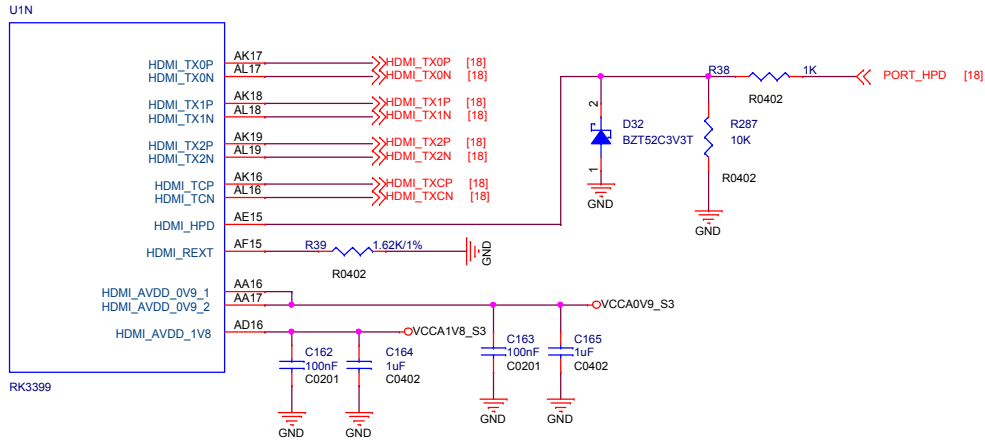 U1N
HDMI_TX0P AK17 HDMI_TX0P [18]
HDMI_TX0N AL17 HDMI_TX0N [18]
R38 1K PORT_HPD [18]
R0402
HDMI_TX1P AK18 HDMI_TX1P [18]
HDMI_TX1N AL18 HDMI_TX1N [18]
2
D32 R287
BZT52C3V3T 10K
HDMI_TX2P AK19 HDMI_TX2P [18]
HDMI_TX2N AL19 HDMI_TX2N [18]
1
R0402
HDMI_TCP AK16 HDMI_TXCP [18]
HDMI_TCN AL16 HDMI_TXCN [18]
GND
HDMI_HPD AE15
GND
HDMI_REXT AF15 R39 1.62K/1% GND
R0402
HDMI_AVDD_0V9_1 AA16
HDMI_AVDD_0V9_2 AA17 VCCA0V9_S3
HDMI_AVDD_1V8 AD16 VCCA1V8_S3
C162 C164 C163 C165
100nF 1uF 100nF 1uF
C0201 C0402 C0201 C0402
RK3399
GND GND GND GND